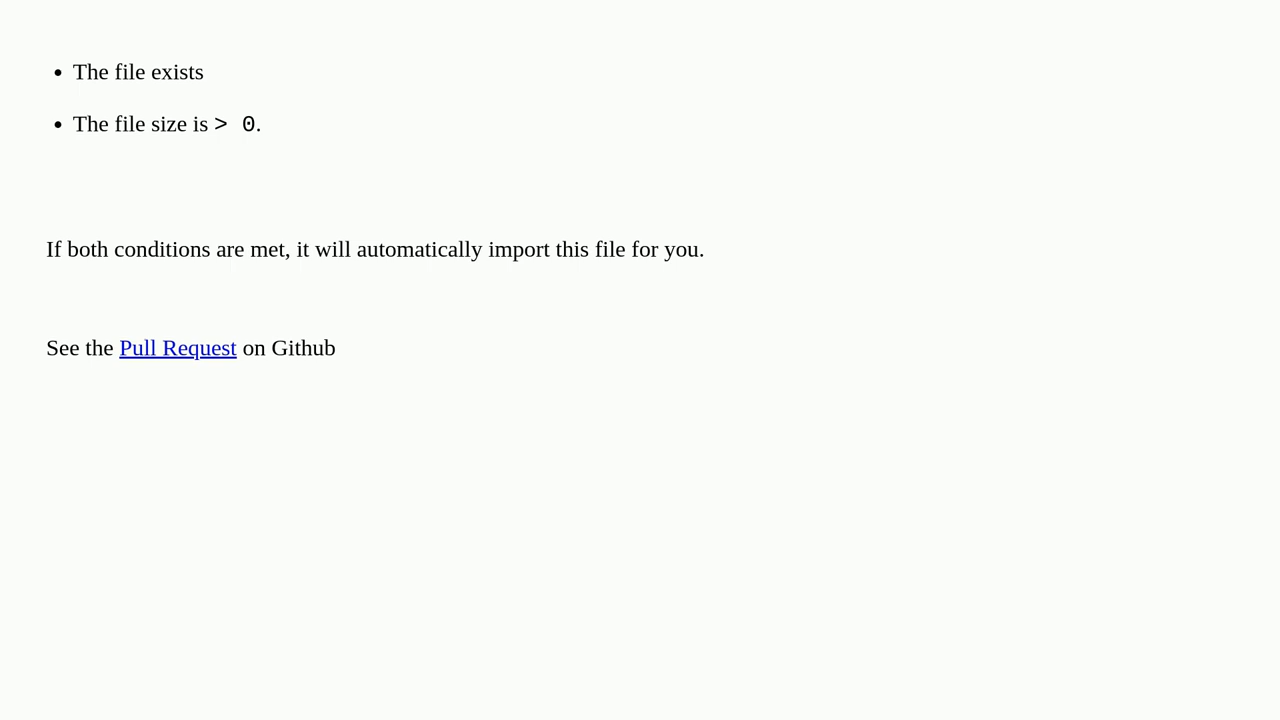 • The file exists
• The file size is > 0.
If both conditions are met, it will automatically import this file for you.
See the Pull Request on Github